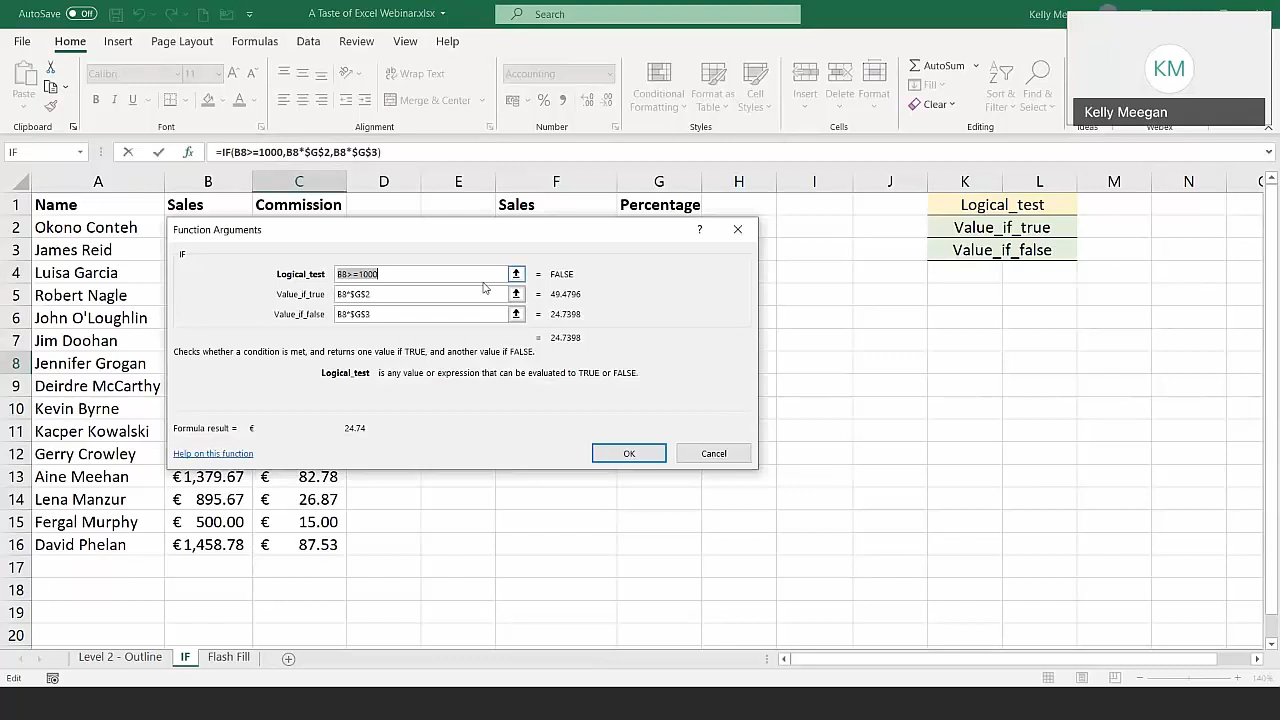 AutoSave Off A Taste of Excel Webinar.xlsx Search Kelly Me
KM
Kelly Meegan
File Home Insert Page Layout Formulas Data Review View Help
Paste
Calibri 11
B I U A
Wrap Text
Merge & Center
Accounting
Conditional Formatting
Format as Table
Cell Styles
Insert Delete Format
AutoSum
Fill
Clear
Sort & Filter
Find & Select
Clipboard Font Alignment Number Styles Cells Editing Ideas Webex
IF fx =IF(B8>=1000,B8*$G$2,B8*$G$3)
A B C D E F G H I J K L M N
1 Name Sales Commission Sales Percentage Logical_test
2 Okono Conteh Value_if_true
3 James Reid Value_if_false
4 Luisa Garcia
5 Robert Nagle
6 John O'Loughlin
7 Jim Doohan
8 Jennifer Grogan
9 Deirdre McCarthy
10 Kevin Byrne
11 Kacper Kowalski
12 Gerry Crowley
13 Aine Meehan €1,379.67 € 82.78
14 Lena Manzur € 895.67 € 26.87
15 Fergal Murphy € 500.00 € 15.00
16 David Phelan €1,458.78 € 87.53
17
18
19
20
Function Arguments ?
IF
Logical_test B8>=1000 = FALSE
Value_if_true B8*$G$2 = 49.4796
Value_if_false B8*$G$3 = 24.7398
= 24.7398
Checks whether a condition is met, and returns one value if TRUE, and another value if FALSE.
Logical_test is any value or expression that can be evaluated to TRUE or FALSE.
Formula result = € 24.74
Help on this function
OK Cancel
Level 2 - Outline IF Flash Fill
Edit 140%